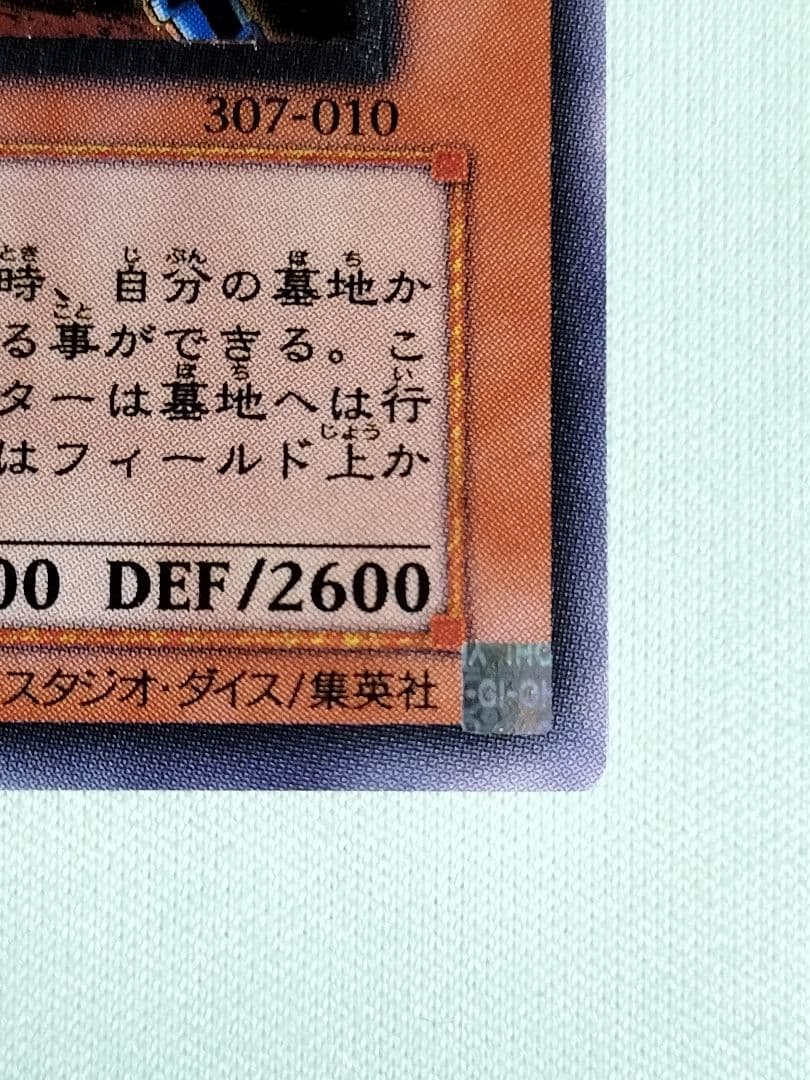 307-010
時、自分の墓地か
る事ができる。こ
ターは墓地へは行
はフィールド上か
00 DEF/2600
スタジオ・ダイス/集英社
-GI-O